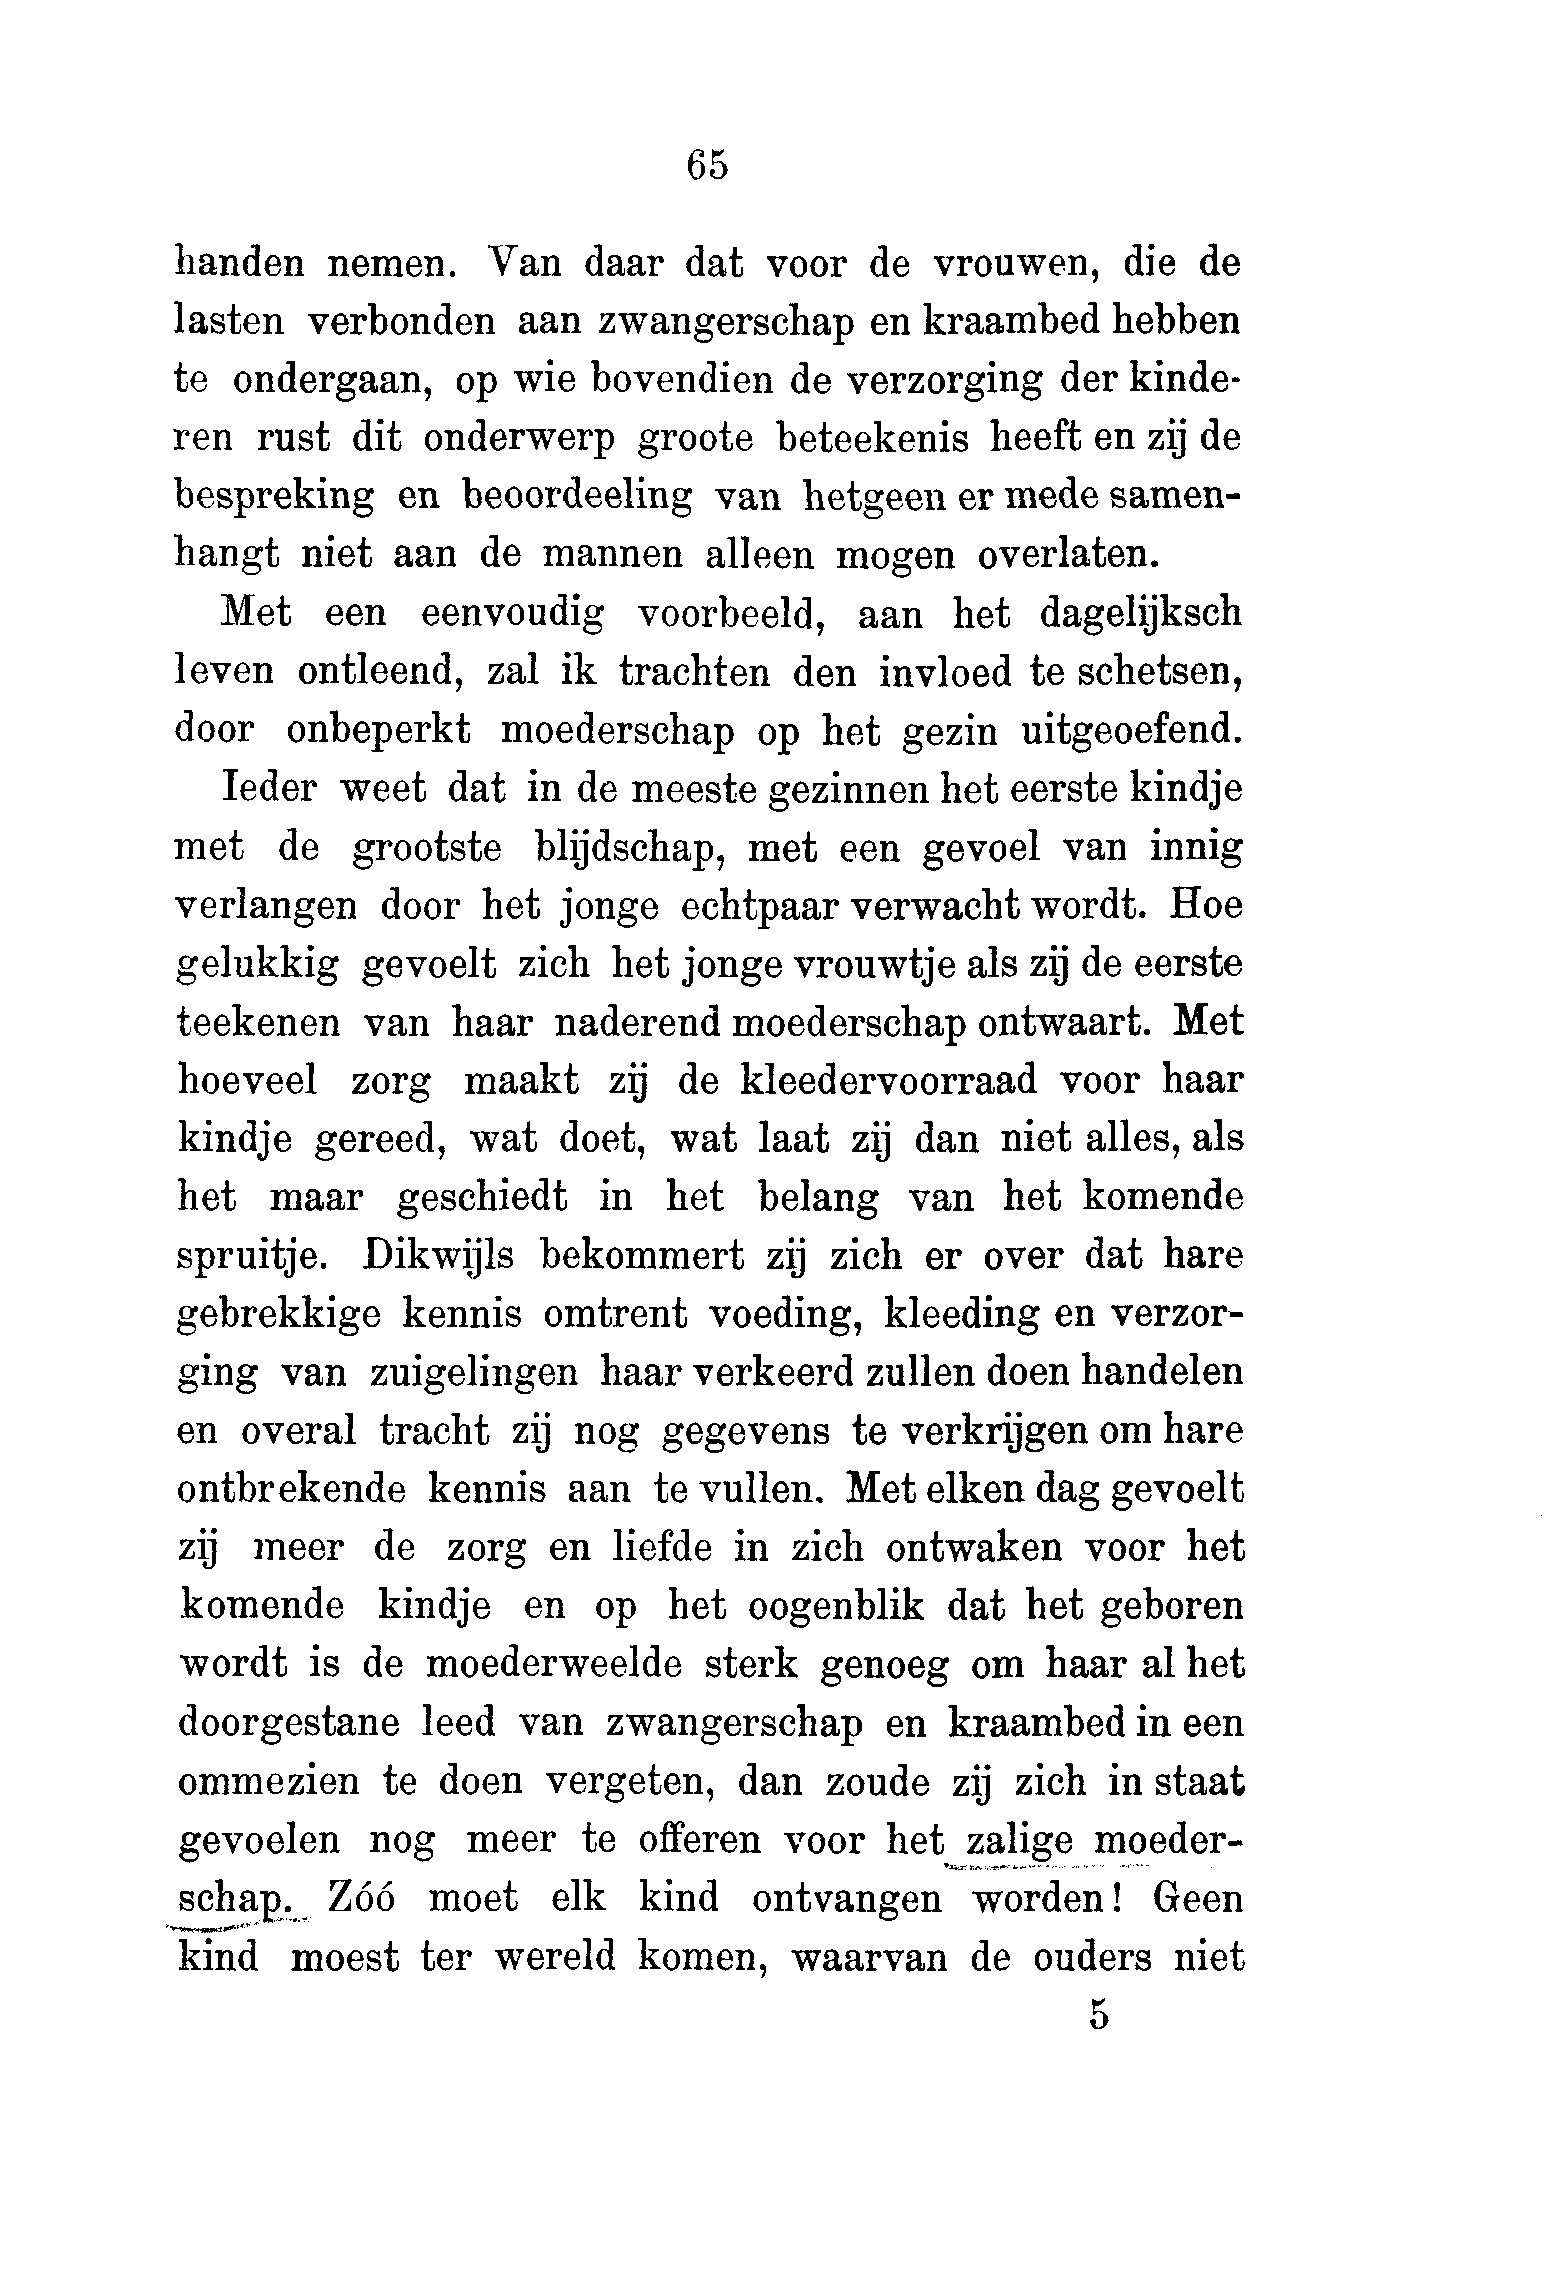 65
handen nemen. Van daar dat voor de vrouwen, die de
lasten verbonden aan zwangerschap en kraambed hebben
te ondergaan, op wie bovendien de verzorging der kinde-
ren rust dit onderwerp groote beteekenis heeft en zij de
bespreking en beoordeeling van hetgeen er mede samen-
hangt niet aan de mannen alleen mogen overlaten.
Met een eenvoudig voorbeeld, aan het dagelijksch
leven ontleend, zal ik trachten den invloed te schetsen,
door onbeperkt moederschap op het gezin uitgeoefend.
Ieder weet dat in de meeste gezinnen het eerste kindje
met de grootste blijdschap, met een gevoel van innig
verlangen door het jonge echtpaar verwacht wordt. Hoe
gelukkig gevoelt zich het jonge vrouwtje als zij de eerste
teekenen van haar naderend moederschap ontwaart. Met
hoeveel zorg maakt zij de kleedervoorraad voor haar
kindje gereed, wat doet, wat laat zij dan niet alles, als
het maar geschiedt in het belang van het komende
spruitje. Dikwijls bekommert zij zich er over dat hare
gebrekkige kennis omtrent voeding, kleeding en verzor-
ging van zuigelingen haar verkeerd zullen doen handelen
en overal tracht zij nog gegevens te verkrijgen om hare
ontbrekende kennis aan te vullen. Met elken dag gevoelt
zij meer de zorg en liefde in zich ontwaken voor het
komende kindje en op het oogenblik dat het geboren
wordt is de moederweelde sterk genoeg om haar al het
doorgestane leed van zwangerschap en kraambed in een
ommezien te doen vergeten, dan zoude zij zich in staat
gevoelen nog meer te offeren voor het zalige moeder-
schap. Zóó moet elk kind ontvangen worden! Geen
kind moest ter wereld komen, waarvan de ouders niet
5